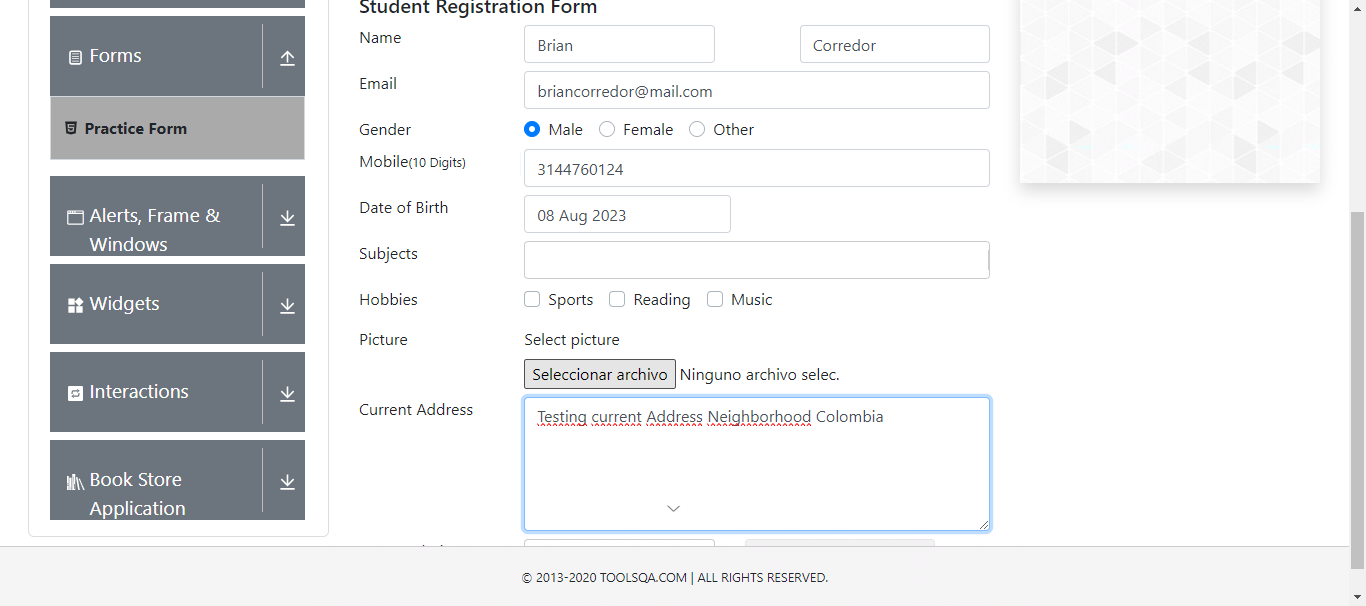 Student Registration Form
Forms
Practice Form
Alerts, Frame &
Windows
Widgets
Interactions
Book Store
Application
Name
Brian
Corredor
Email
briancorredor@mail.com
Gender
Male
Female
Other
Mobile(10 Digits)
3144760124
Date of Birth
08 Aug 2023
Subjects
Hobbies
Sports
Reading
Music
Picture
Select picture
Seleccionar archivo
Ninguno archivo selec.
Current Address
Testing current Address Neighborhood Colombia
© 2013-2020 TOOLSQA.COM | ALL RIGHTS RESERVED.